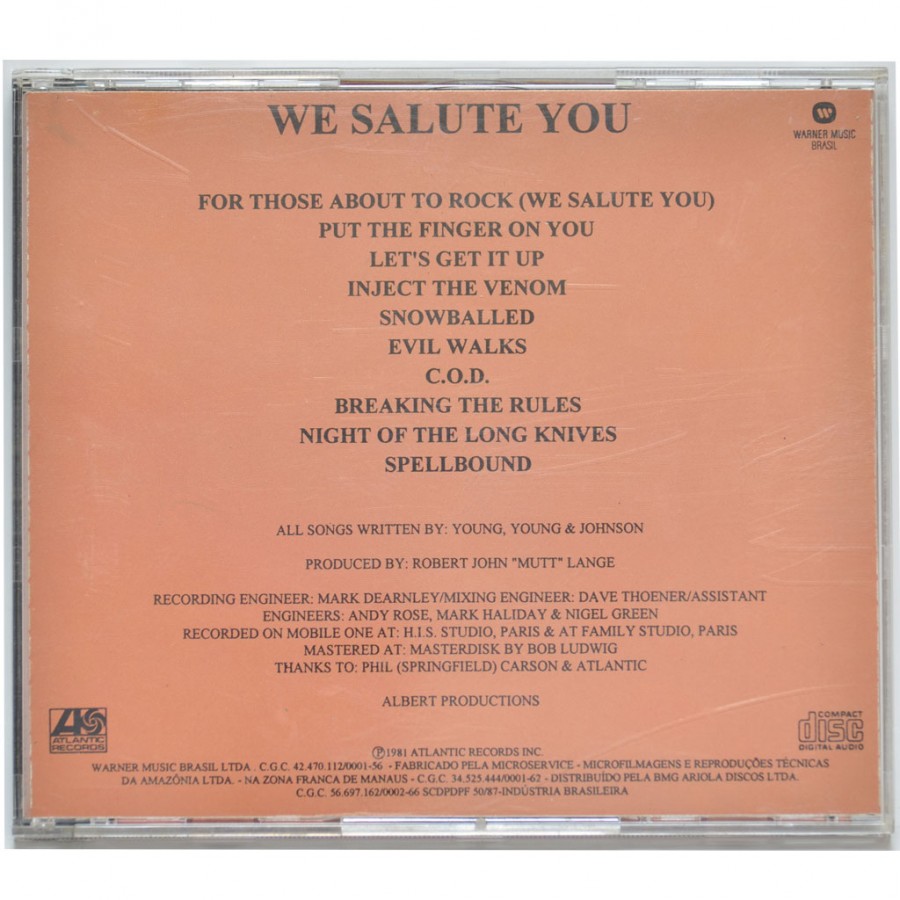 WE SALUTE YOU
WARNER MUSIC
BRASIL
FOR THOSE ABOUT TO ROCK (WE SALUTE YOU)
PUT THE FINGER ON YOU
LET'S GET IT UP
INJECT THE VENOM
SNOWBALLED
EVIL WALKS
C.O.D.
BREAKING THE RULES
NIGHT OF THE LONG KNIVES
SPELLBOUND
ALL SONGS WRITTEN BY: YOUNG, YOUNG & JOHNSON
PRODUCED BY: ROBERT JOHN "MUTT" LANGE
RECORDING ENGINEER: MARK DEARNLEY/MIXING ENGINEER: DAVE THOENER/ASSISTANT
ENGINEERS: ANDY ROSE, MARK HALIDAY & NIGEL GREEN
RECORDED ON MOBILE ONE AT: H.I.S. STUDIO, PARIS & AT FAMILY STUDIO, PARIS
MASTERED AT: MASTERDISK BY BOB LUDWIG
THANKS TO: PHIL (SPRINGFIELD) CARSON & ATLANTIC
ALBERT PRODUCTIONS
ATLANTIC
RECORDS
COMPACT
disc
DIGITAL AUDIO
Ⓟ1981 ATLANTIC RECORDS INC.
WARNER MUSIC BRASIL LTDA . C.G.C. 42.470.112/0001-56 - FABRICADO PELA MICROSERVICE - MICROFILMAGENS E REPRODUÇÕES TÉCNICAS
DA AMAZÔNIA LTDA. - NA ZONA FRANCA DE MANAUS - C.G.C. 34.525.444/0001-62 - DISTRIBUÍDO PELA BMG ARIOLA DISCOS LTDA.
C.G.C. 56.697.162/0002-66 SCDPDPF 50/87-INDÚSTRIA BRASILEIRA